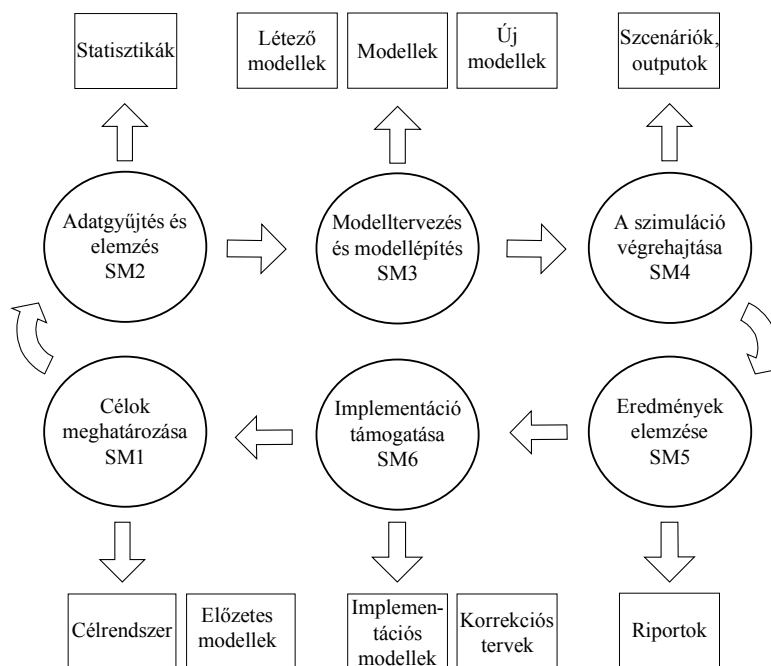 Statisztikák
Létező
modellek
Modellek
Új
modellek
Szcenáriók,
outputok
Adatgyűjtés és
elemzés
SM2
Modelltervezés
és modellépítés
SM3
A szimuláció
végrehajtása
SM4
Célok
meghatározása
SM1
Implementáció
támogatása
SM6
Eredmények
elemzése
SM5
Célrendszer
Előzetes
modellek
Implemen-
tációs
modellek
Korrekciós
tervek
Riportok